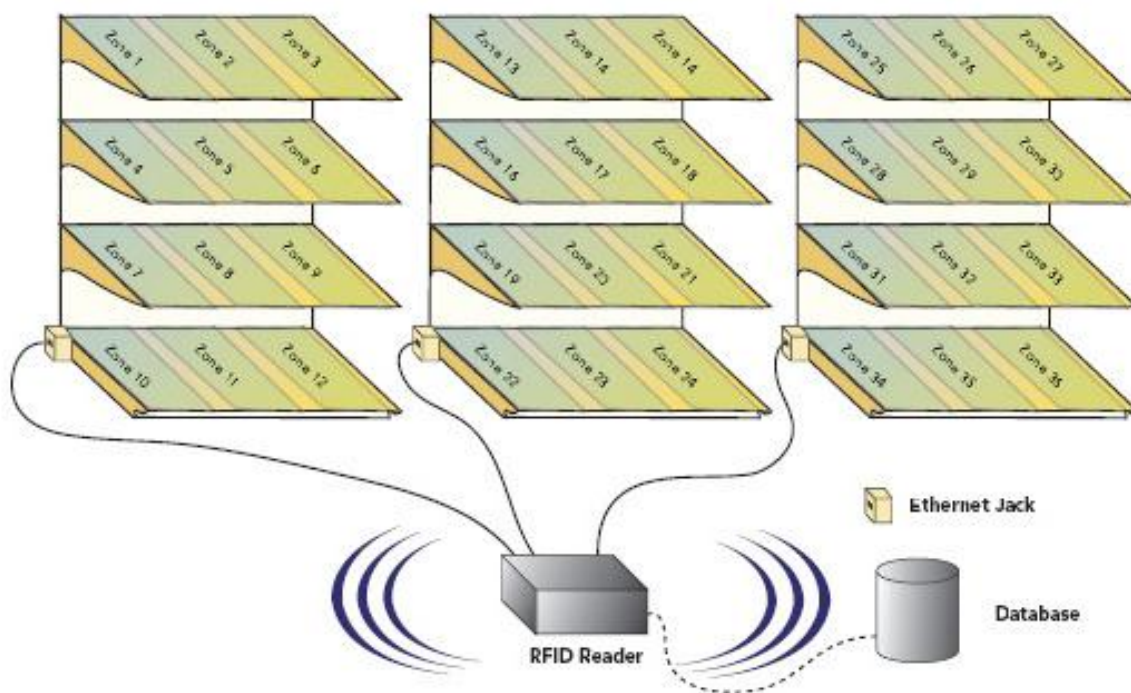 Zone 1
Zone 2
Zone 3
Zone 13
Zone 14
Zone 14
Zone 25
Zone 26
Zone 27
Zone 4
Zone 5
Zone 6
Zone 16
Zone 17
Zone 18
Zone 28
Zone 29
Zone 33
Zone 7
Zone 8
Zone 9
Zone 19
Zone 20
Zone 21
Zone 31
Zone 32
Zone 33
Zone 10
Zone 11
Zone 12
Zone 22
Zone 23
Zone 24
Zone 34
Zone 35
Zone 36
Ethernet Jack
Database
RFID Reader